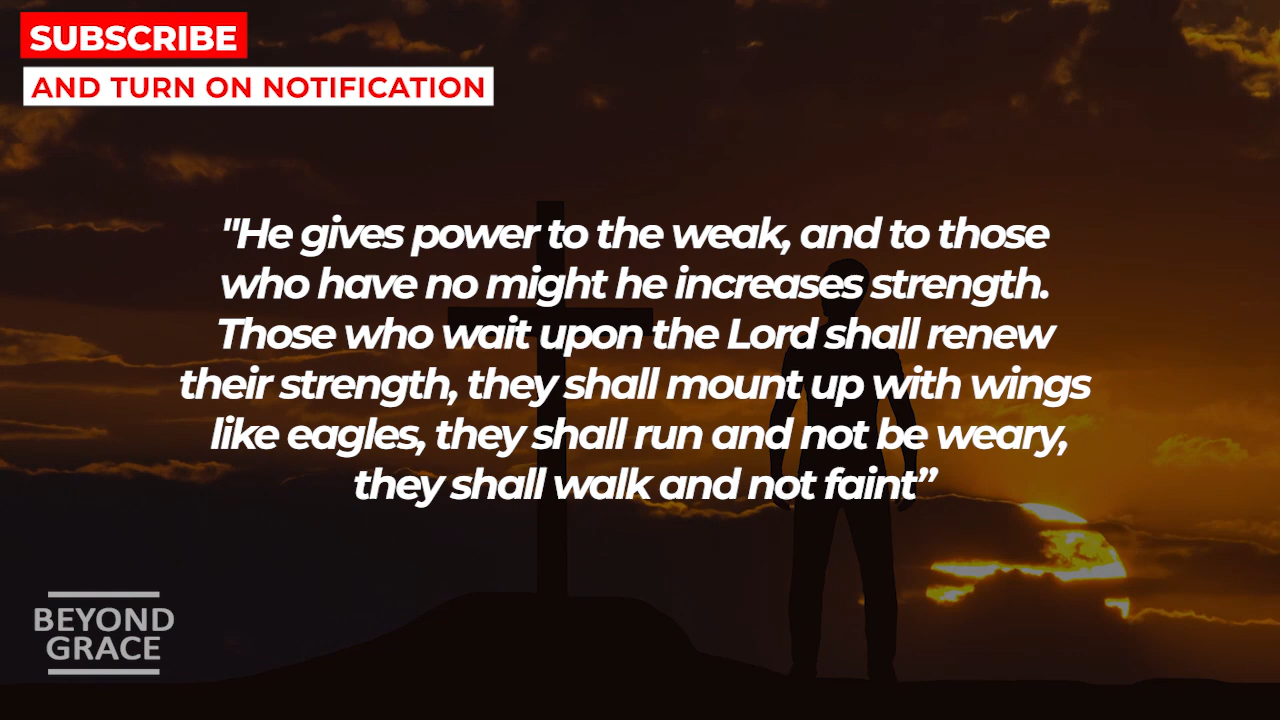 SUBSCRIBE
AND TURN ON NOTIFICATION
"He gives power to the weak, and to those
who have no might he increases strength.
Those who wait upon the Lord shall renew
their strength, they shall mount up with wings
like eagles, they shall run and not be weary,
they shall walk and not faint”
BEYOND
GRACE